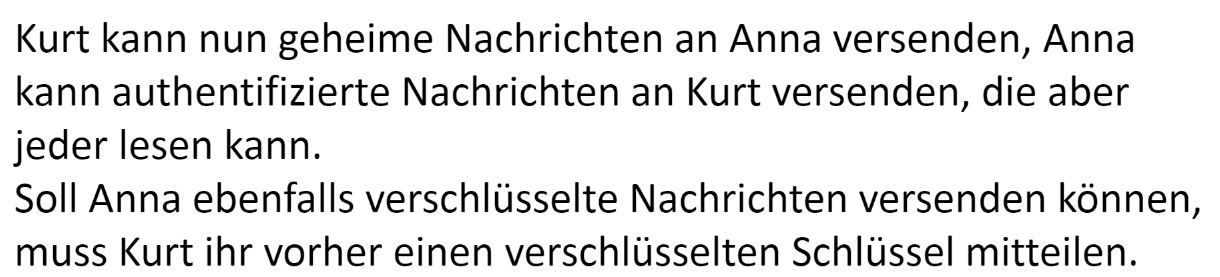 Kurt kann nun geheime Nachrichten an Anna versenden, Anna
kann authentifizierte Nachrichten an Kurt versenden, die aber
jeder lesen kann.
Soll Anna ebenfalls verschlüsselte Nachrichten versenden können,
muss Kurt ihr vorher einen verschlüsselten Schlüssel mitteilen.